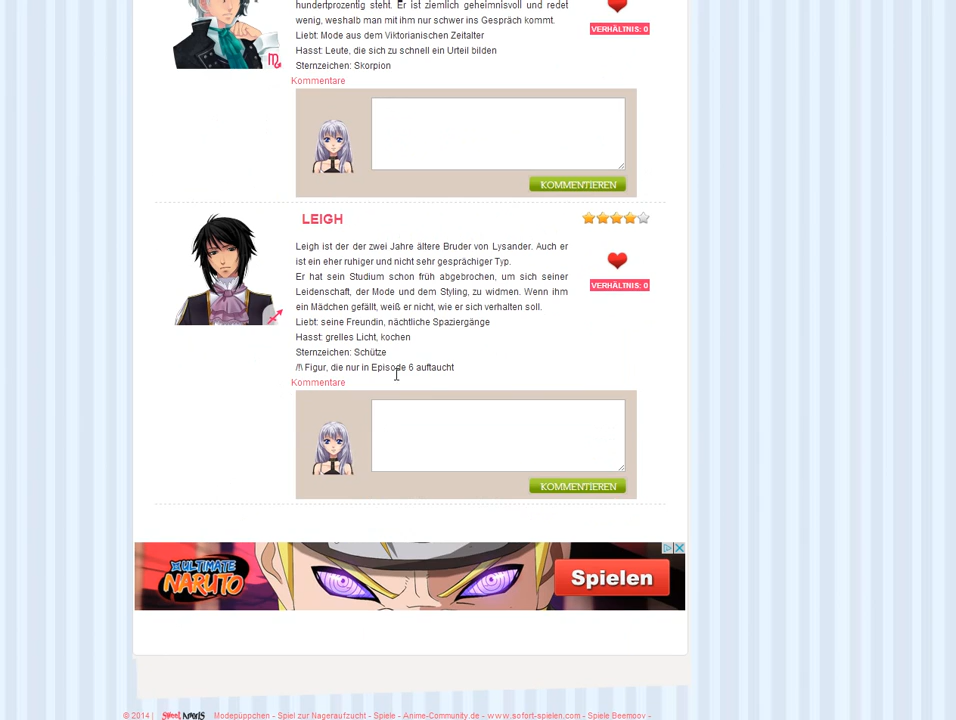 hundertprozentig steht. Er ist ziemlich geheimnisvoll und redet
wenig, weshalb man mit ihm nur schwer ins Gespräch kommt.
Liebt: Mode aus dem Viktorianischen Zeitalter
Hasst: Leute, die sich zu schnell ein Urteil bilden
Sternzeichen: Skorpion
VERHÄLTNIS: 0
Kommentare
KOMMENTIEREN
LEIGH
Leigh ist der der zwei Jahre ältere Bruder von Lysander. Auch er
ist ein eher ruhiger und nicht sehr gesprächiger Typ.
Er hat sein Studium schon früh abgebrochen, um sich seiner
Leidenschaft, der Mode und dem Styling, zu widmen. Wenn ihm
ein Mädchen gefällt, weiß er nicht, wie er sich verhalten soll.
Liebt: seine Freundin, nächtliche Spaziergänge
Hasst: grelles Licht, kochen
Sternzeichen: Schütze
/!\ Figur, die nur in Episode 6 auftaucht
VERHÄLTNIS: 0
Kommentare
KOMMENTIEREN
ULTIMATE
NARUTO
Spielen
© 2014 | Sweet Amoris Modepüppchen - Spiel zur Nageraufzucht - Spiele - Anime-Community.de - www.sofort-spielen.com - Spiele Beemoov -